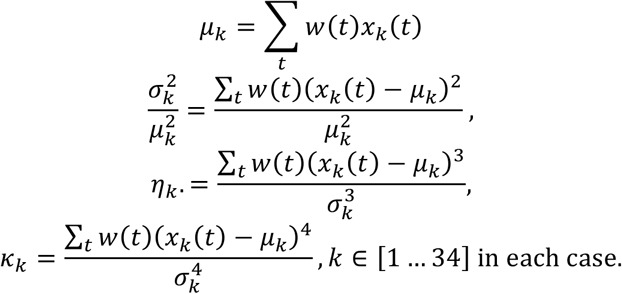 μ_k = ∑_t w(t)x_k(t)
σ_k^2/μ_k^2 = ∑_t w(t)(x_k(t) − μ_k)^2/μ_k^2 ,
η_k. = ∑_t w(t)(x_k(t) − μ_k)^3/σ_k^3,
κ_k = ∑_t w(t)(x_k(t) − μ_k)^4/σ_k^4 , k ∈ [1 … 34] in each case.